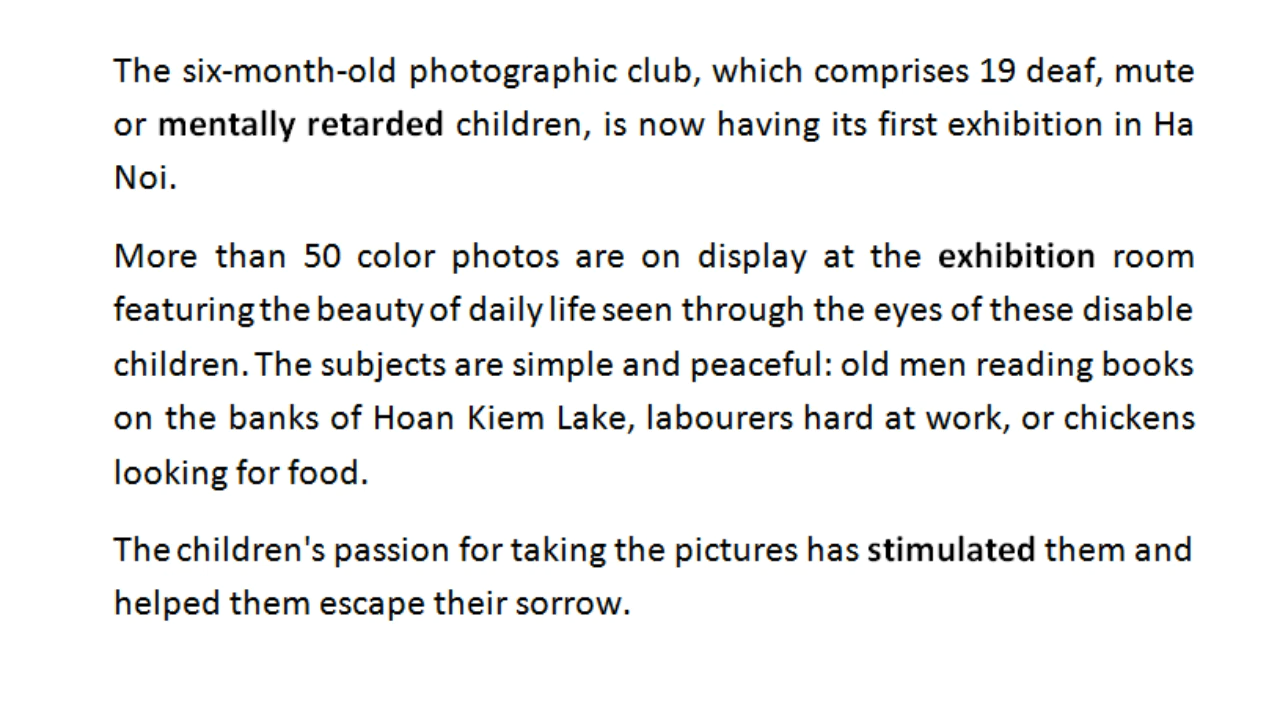 The six-month-old photographic club, which comprises 19 deaf, mute
or mentally retarded children, is now having its first exhibition in Ha
Noi.
More than 50 color photos are on display at the exhibition room
featuring the beauty of daily life seen through the eyes of these disable
children. The subjects are simple and peaceful: old men reading books
on the banks of Hoan Kiem Lake, labourers hard at work, or chickens
looking for food.
The children's passion for taking the pictures has stimulated them and
helped them escape their sorrow.